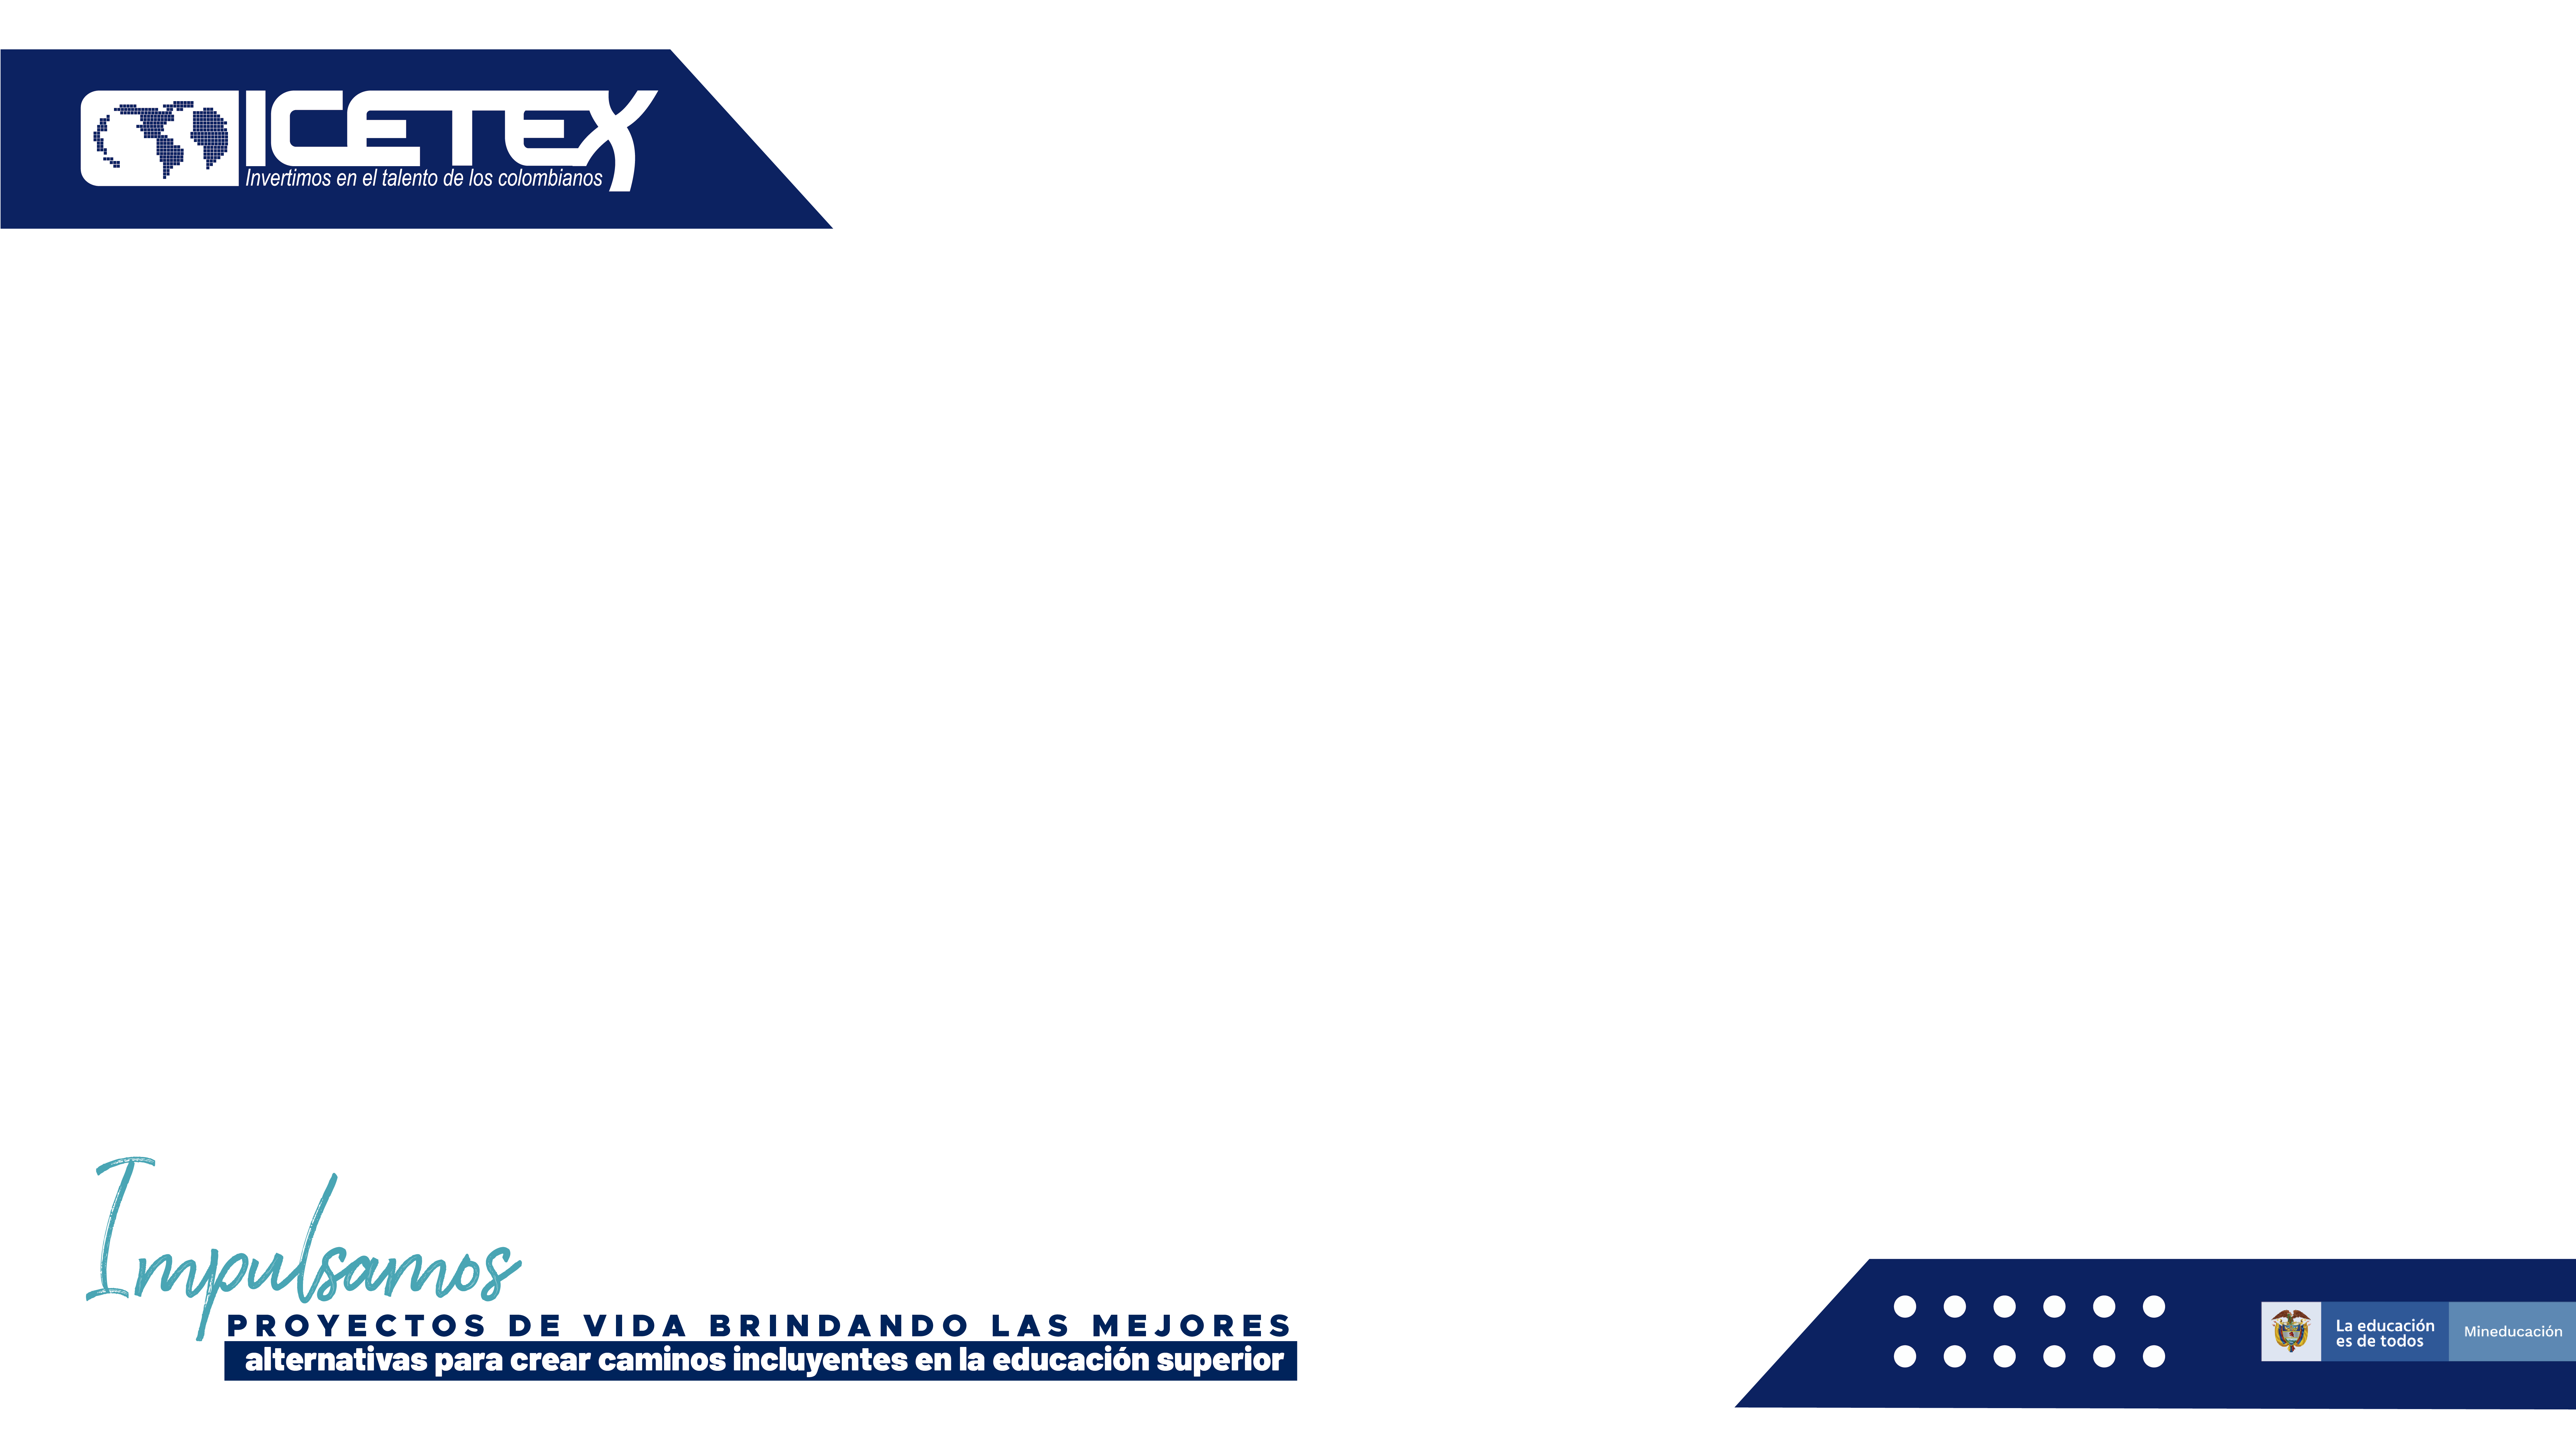 ICETEX
Invertimos en el talento de los colombianos
Impulsamos
PROYECTOS DE VIDA BRINDANDO LAS MEJORES
alternativas para crear caminos incluyentes en la educación superior
La educación
es de todos
Mineducación